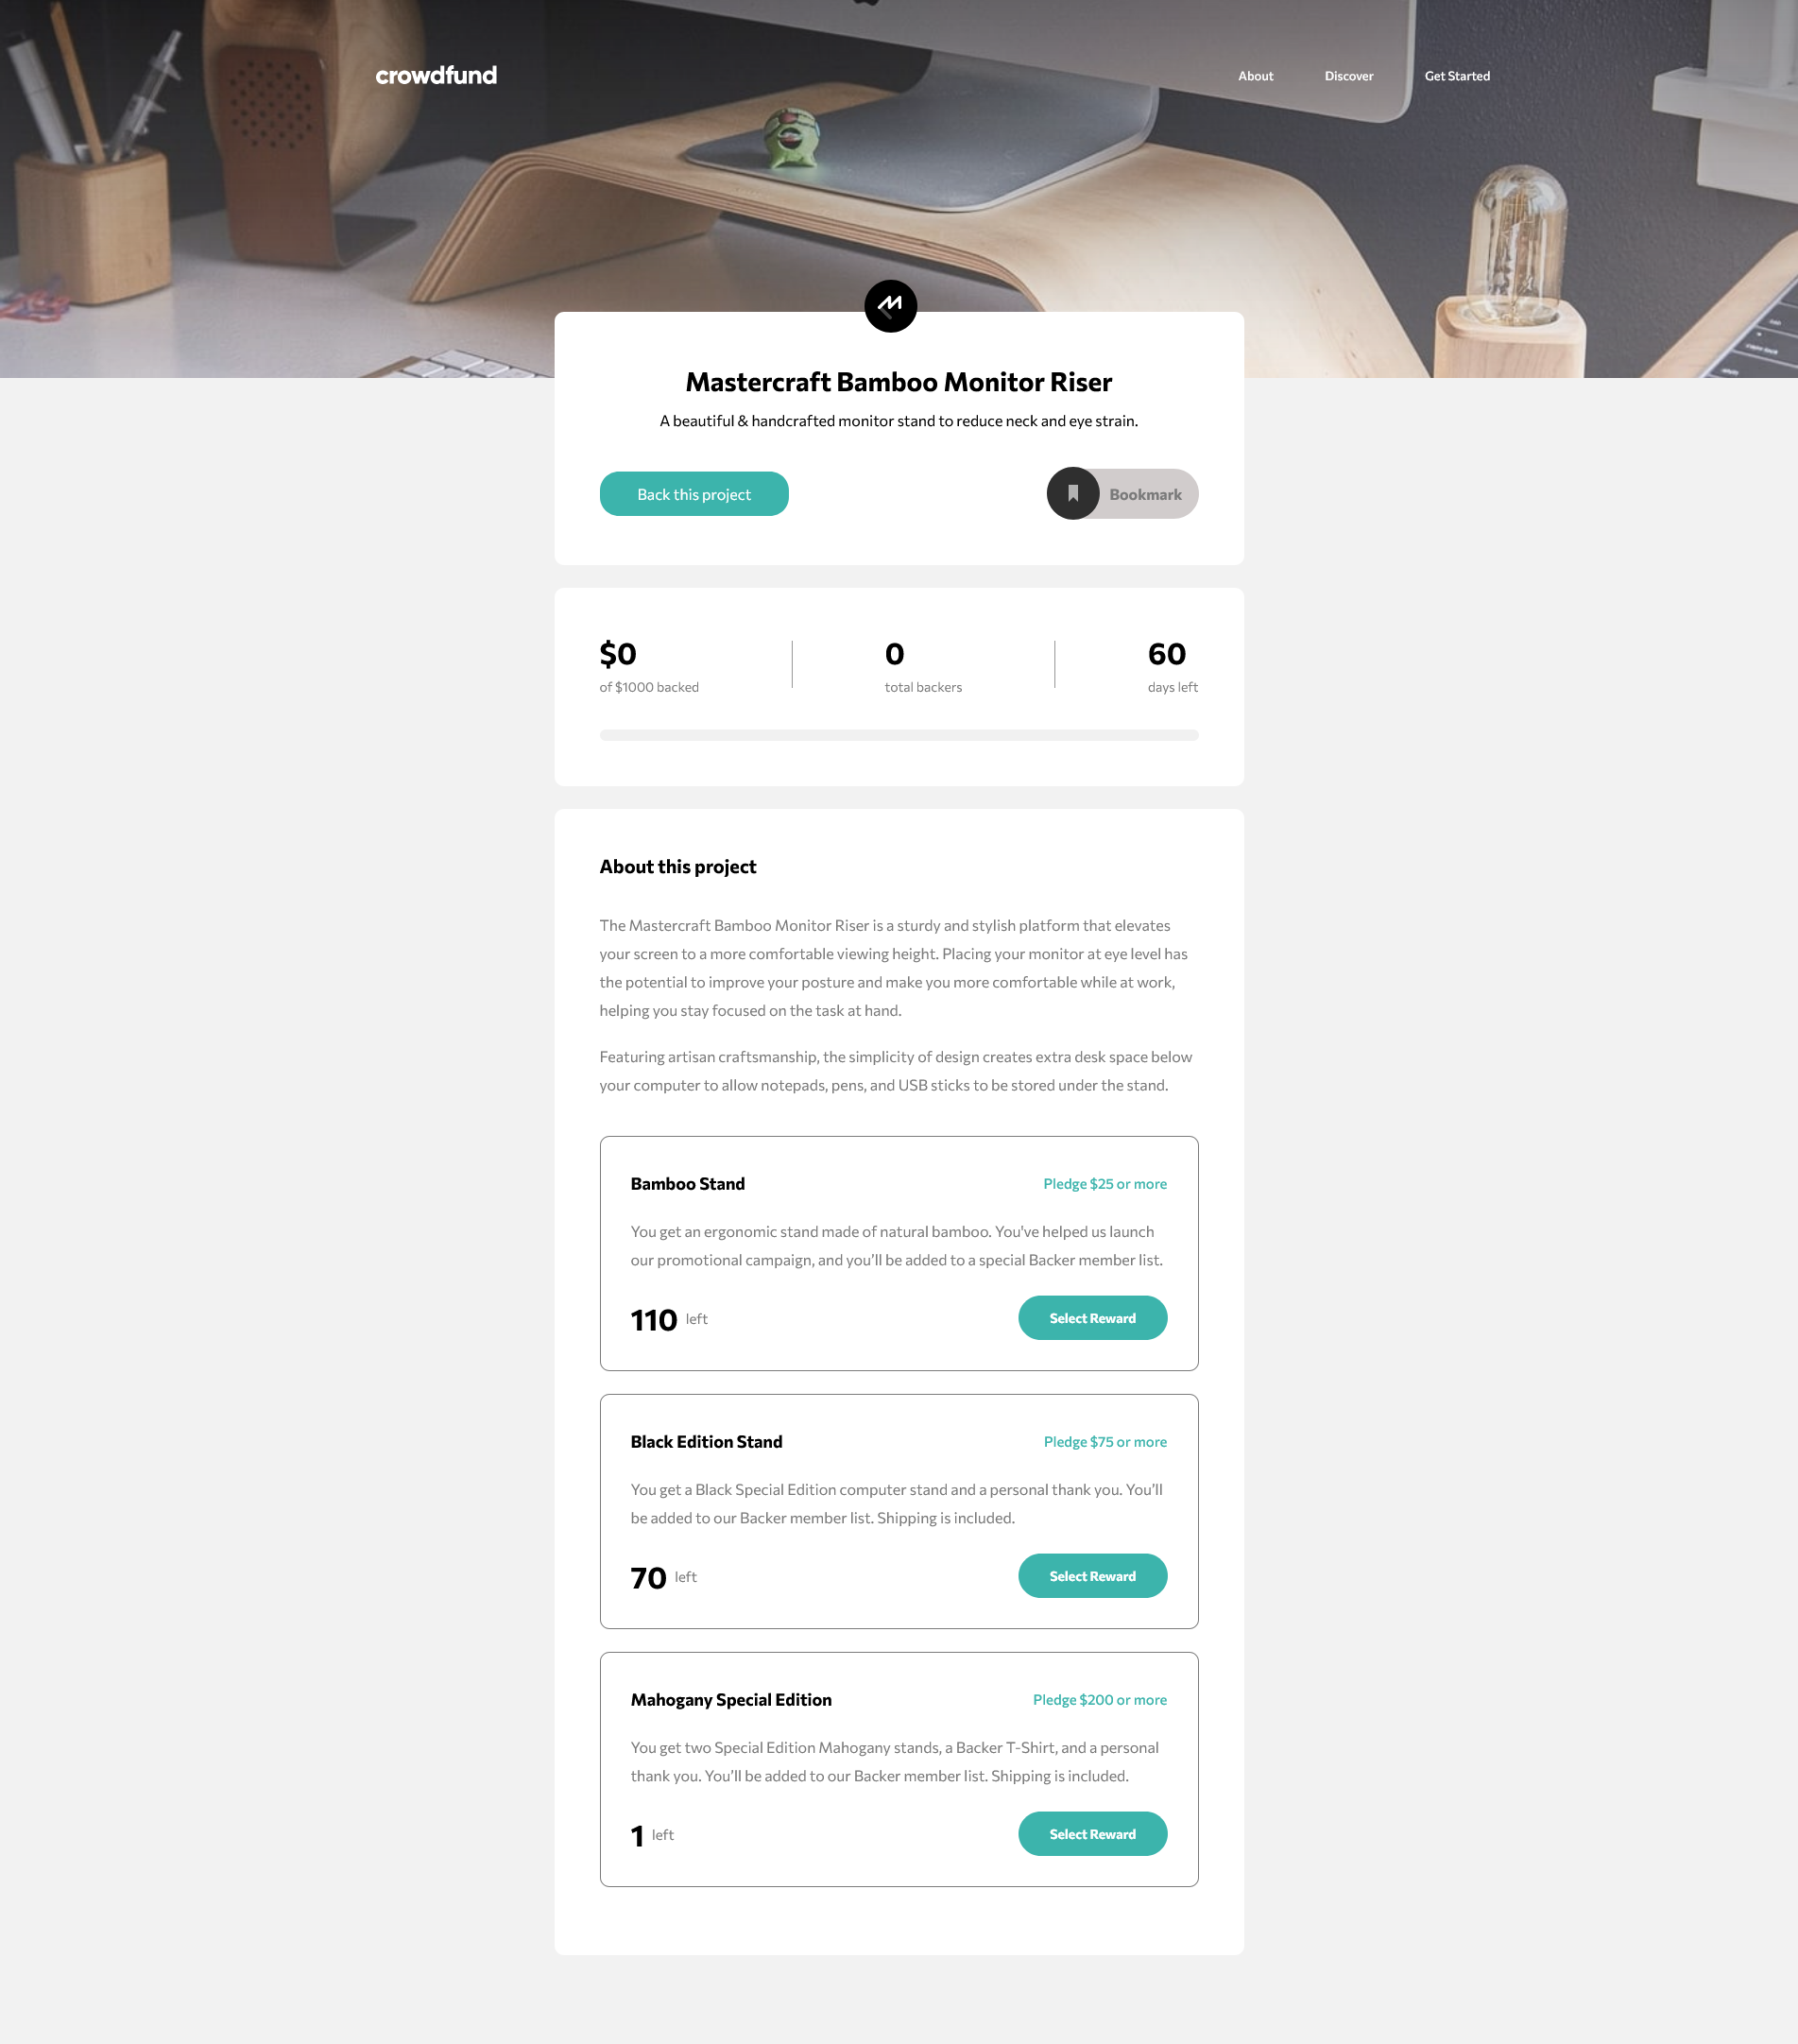 crowdfund
About Discover Get Started
Mastercraft Bamboo Monitor Riser
A beautiful & handcrafted monitor stand to reduce neck and eye strain.
Back this project
Bookmark
$0
of $1000 backed
0
total backers
60
days left
About this project
The Mastercraft Bamboo Monitor Riser is a sturdy and stylish platform that elevates
your screen to a more comfortable viewing height. Placing your monitor at eye level has
the potential to improve your posture and make you more comfortable while at work,
helping you stay focused on the task at hand.
Featuring artisan craftsmanship, the simplicity of design creates extra desk space below
your computer to allow notepads, pens, and USB sticks to be stored under the stand.
Bamboo Stand
Pledge $25 or more
You get an ergonomic stand made of natural bamboo. You've helped us launch
our promotional campaign, and you’ll be added to a special Backer member list.
110 left
Select Reward
Black Edition Stand
Pledge $75 or more
You get a Black Special Edition computer stand and a personal thank you. You’ll
be added to our Backer member list. Shipping is included.
70 left
Select Reward
Mahogany Special Edition
Pledge $200 or more
You get two Special Edition Mahogany stands, a Backer T-Shirt, and a personal
thank you. You’ll be added to our Backer member list. Shipping is included.
1 left
Select Reward